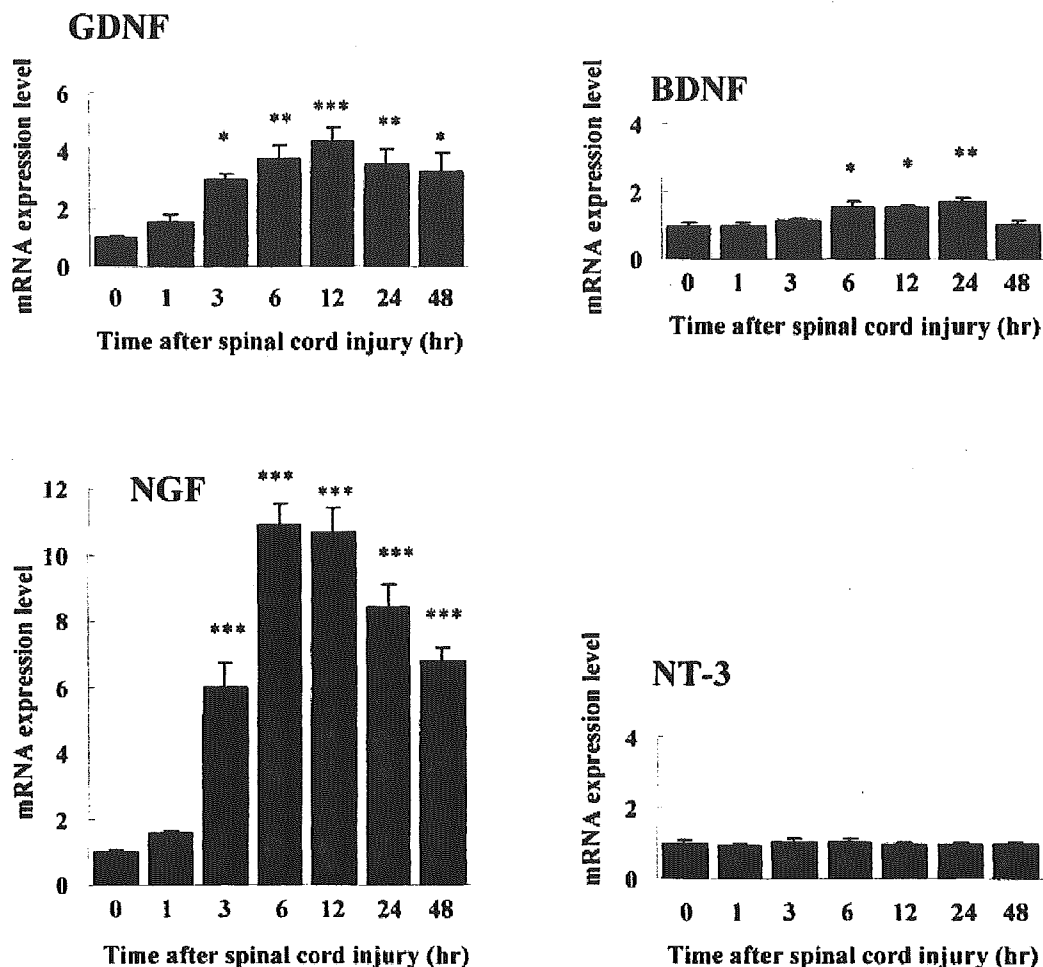 GDNF
mRNA expression level
6
4
2
0
* ** *** ** *
0 1 3 6 12 24 48
Time after spinal cord injury (hr)
BDNF
mRNA expression level
4
2
0
* * **
0 1 3 6 12 24 48
Time after spinal cord injury (hr)
NGF
mRNA expression level
12
10
8
6
4
2
0
*** *** *** *** ***
0 1 3 6 12 24 48
Time after spinal cord injury (hr)
NT-3
mRNA expression level
4
2
0
0 1 3 6 12 24 48
Time after spinal cord injury (hr)